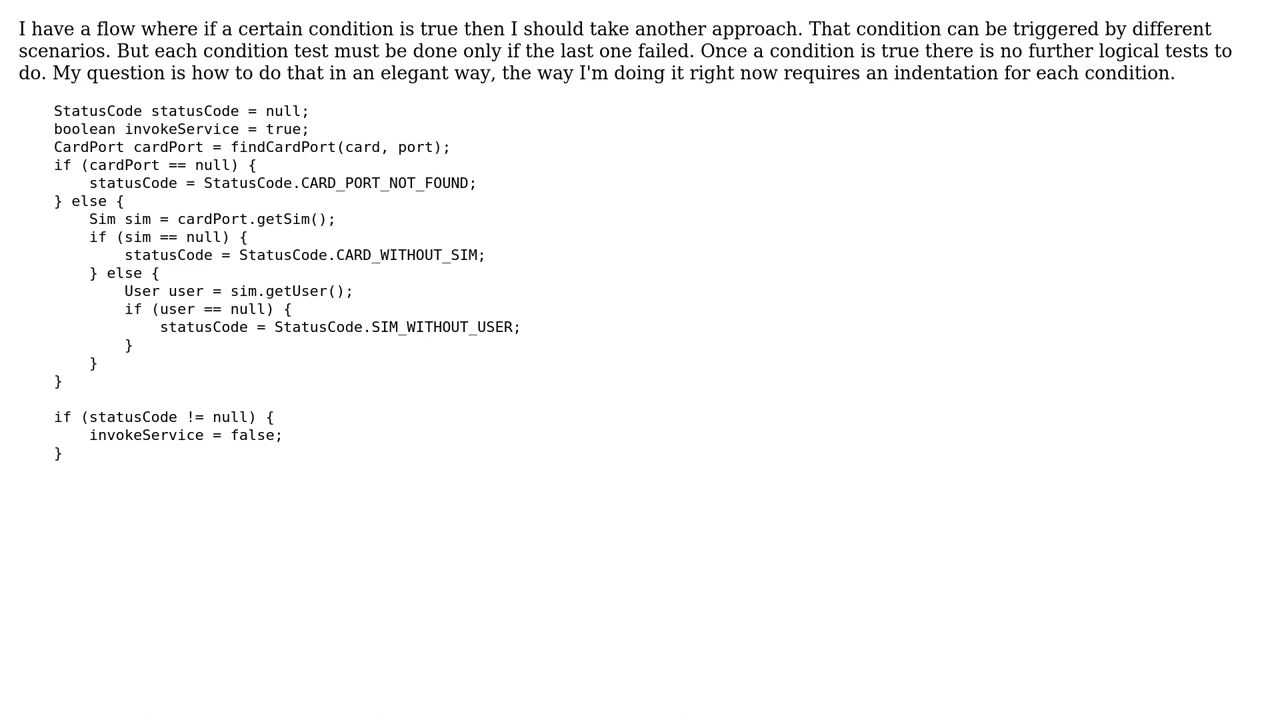 I have a flow where if a certain condition is true then I should take another approach. That condition can be triggered by different
scenarios. But each condition test must be done only if the last one failed. Once a condition is true there is no further logical tests to
do. My question is how to do that in an elegant way, the way I'm doing it right now requires an indentation for each condition.
StatusCode statusCode = null;
boolean invokeService = true;
CardPort cardPort = findCardPort(card, port);
if (cardPort == null) {
    statusCode = StatusCode.CARD_PORT_NOT_FOUND;
} else {
    Sim sim = cardPort.getSim();
    if (sim == null) {
        statusCode = StatusCode.CARD_WITHOUT_SIM;
    } else {
        User user = sim.getUser();
        if (user == null) {
            statusCode = StatusCode.SIM_WITHOUT_USER;
        }
    }
}
if (statusCode != null) {
    invokeService = false;
}